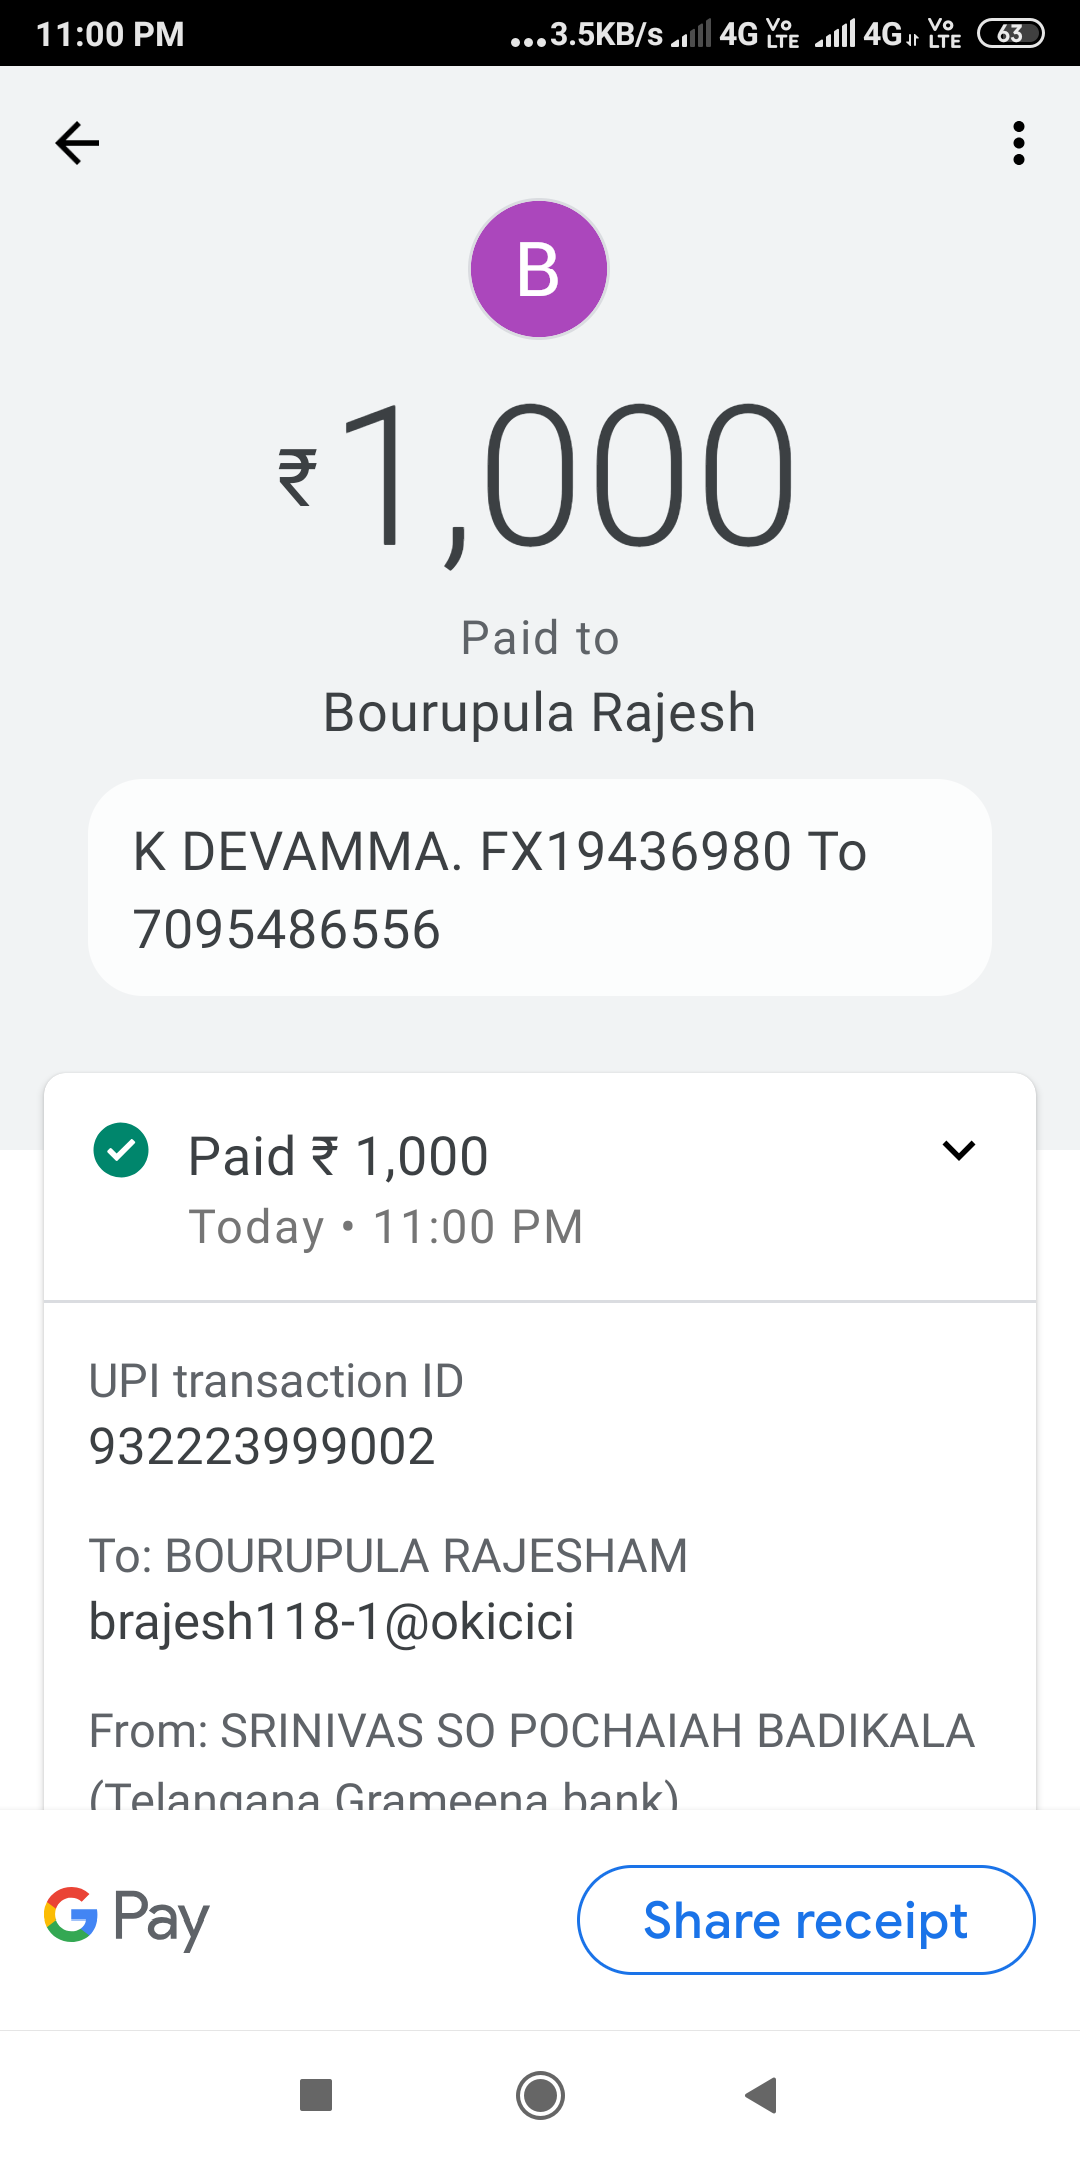 11:00 PM
...3.5KB/s 4G Vo LTE 4G Vo LTE 63
B
₹1,000
Paid to
Bourupula Rajesh
K DEVAMMA. FX19436980 To
7095486556
Paid ₹ 1,000
Today • 11:00 PM
UPI transaction ID
932223999002
To: BOURUPULA RAJESHAM
brajesh118-1@okicici
From: SRINIVAS SO POCHAIAH BADIKALA
(Telangana Grameena bank)
G Pay
Share receipt